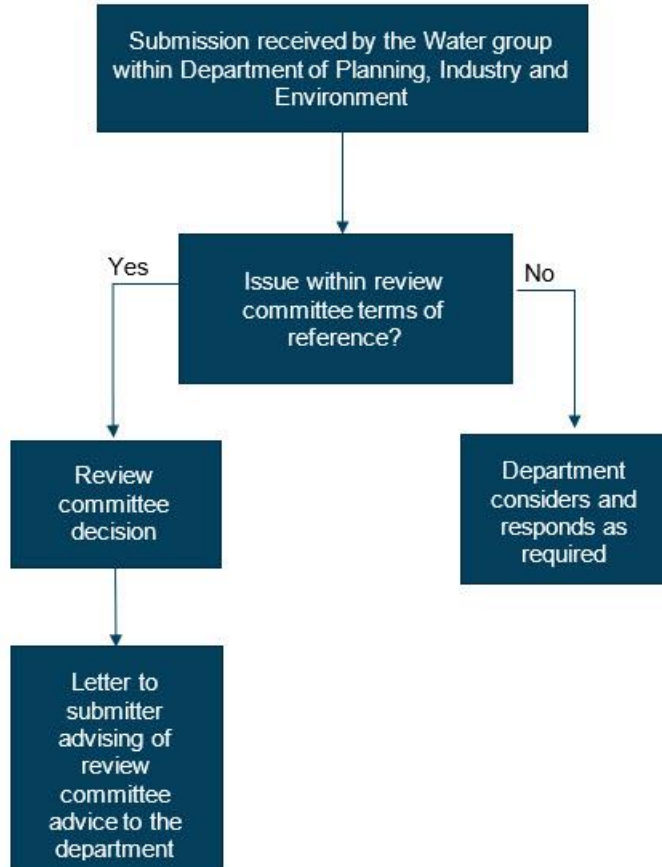 Submission received by the Water group
within Department of Planning, Industry and
Environment
Yes
Issue within review
committee terms of
reference?
No
Review
committee
decision
Department
considers and
responds as
required
Letter to
submitter
advising of
review
committee
advice to the
department